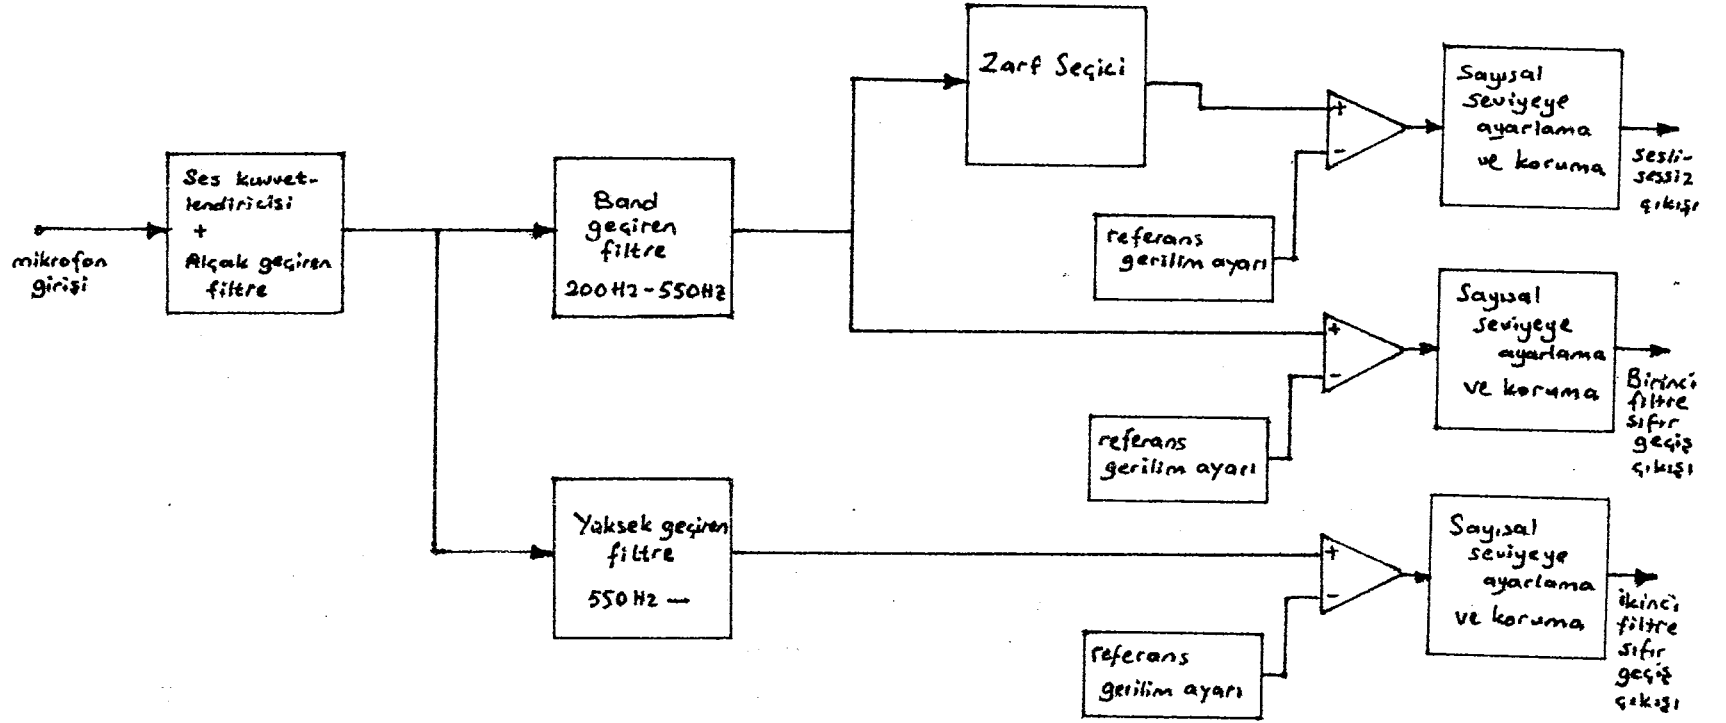 mikrofon
girişi
Ses kuvvet-
lendiricisi
+
Alçak geçiren
filtre
Band
geçiren
filtre
200Hz-550Hz
Yüksek geçiren
filtre
550Hz —
Zarf Seçici
+
-
referans
gerilim ayarı
Sayısal
seviyeye
ayarlama
ve koruma
sesli-
sessiz
çıkışı
+
-
referans
gerilim ayarı
Sayısal
seviyeye
ayarlama
ve koruma
Birinci
filtre
sıfır
geçiş
çıkışı
+
-
referans
gerilim ayarı
Sayısal
seviyeye
ayarlama
ve koruma
ikinci
filtre
sıfır
geçiş
çıkışı